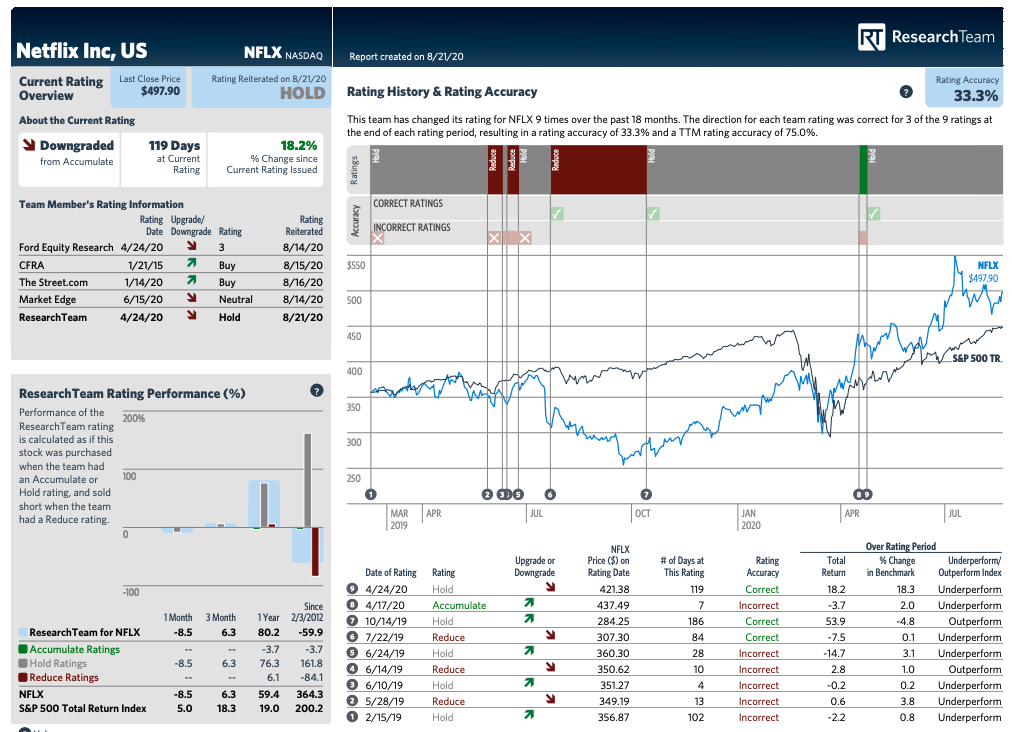 Netflix Inc, US
NFLX NASDAQ
Report created on 8/21/20
RT ResearchTeam
Current Rating Overview
Last Close Price
$497.90
Rating Reiterated on 8/21/20
HOLD
About the Current Rating
Downgraded
from Accumulate
119 Days
at Current
Rating
18.2%
% Change since
Current Rating Issued
Team Member's Rating Information
Rating Date Upgrade/ Downgrade Rating Rating Reiterated
Ford Equity Research 4/24/20 3 8/14/20
CFRA 1/21/15 Buy 8/15/20
The Street.com 1/14/20 Buy 8/16/20
Market Edge 6/15/20 Neutral 8/14/20
ResearchTeam 4/24/20 Hold 8/21/20
ResearchTeam Rating Performance (%)
?
Performance of the
ResearchTeam rating
is calculated as if this
stock was purchased
when the team had
an Accumulate or
Hold rating, and sold
short when the team
had a Reduce rating.
200%
100
0
-100
1 Month 3 Month 1 Year Since 2/3/2012
ResearchTeam for NFLX -8.5 6.3 80.2 -59.9
Accumulate Ratings -- -- -3.7 -3.7
Hold Ratings -8.5 6.3 76.3 161.8
Reduce Ratings -- -- 6.1 -84.1
NFLX -8.5 6.3 59.4 364.3
S&P 500 Total Return Index 5.0 18.3 19.0 200.2
Rating History & Rating Accuracy
?
Rating Accuracy
33.3%
This team has changed its rating for NFLX 9 times over the past 18 months. The direction for each team rating was correct for 3 of the 9 ratings at
the end of each rating period, resulting in a rating accuracy of 33.3% and a TTM rating accuracy of 75.0%.
Ratings
Hold
Reduce
Reduce
Hold
Reduce
Hold
Hold
Accuracy
CORRECT RATINGS
INCORRECT RATINGS
$550
500
450
400
350
300
250
NFLX
$497.90
S&P 500 TR
1 2 3 5 6 7 8 9
MAR 2019 APR JUL OCT JAN 2020 APR JUL
Over Rating Period
Date of Rating Rating Upgrade or Downgrade NFLX Price ($) on Rating Date # of Days at This Rating Rating Accuracy Total Return % Change in Benchmark Underperform/ Outperform Index
9 4/24/20 Hold 421.38 119 Correct 18.2 18.3 Underperform
8 4/17/20 Accumulate 437.49 7 Incorrect -3.7 2.0 Underperform
7 10/14/19 Hold 284.25 186 Correct 53.9 -4.8 Outperform
6 7/22/19 Reduce 307.30 84 Correct -7.5 0.1 Underperform
5 6/24/19 Hold 360.30 28 Incorrect -14.7 3.1 Underperform
4 6/14/19 Reduce 350.62 10 Incorrect 2.8 1.0 Outperform
3 6/10/19 Hold 351.27 4 Incorrect -0.2 0.2 Underperform
2 5/28/19 Reduce 349.19 13 Incorrect 0.6 3.8 Underperform
1 2/15/19 Hold 356.87 102 Incorrect -2.2 0.8 Underperform